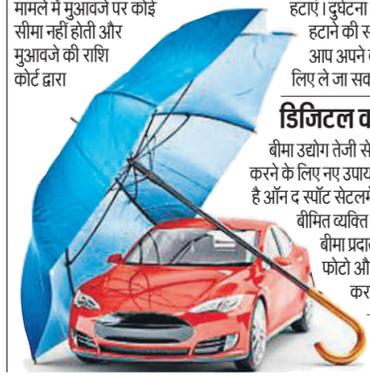 मामले में मुआवजे पर कोई
सीमा नहीं होती और
मुआवजे की राशि
कोर्ट द्वारा
हटाएं। दुर्घटना
हटाने की स
आप अपने
लिए ले जा सक
डिजिटल
बीमा उद्योग तेजी से
करने के लिए नए उपाय
है ऑन द स्पॉट सेटलमें
बीमित व्यक्ति
बीमा प्रदा
फोटो औ
कर